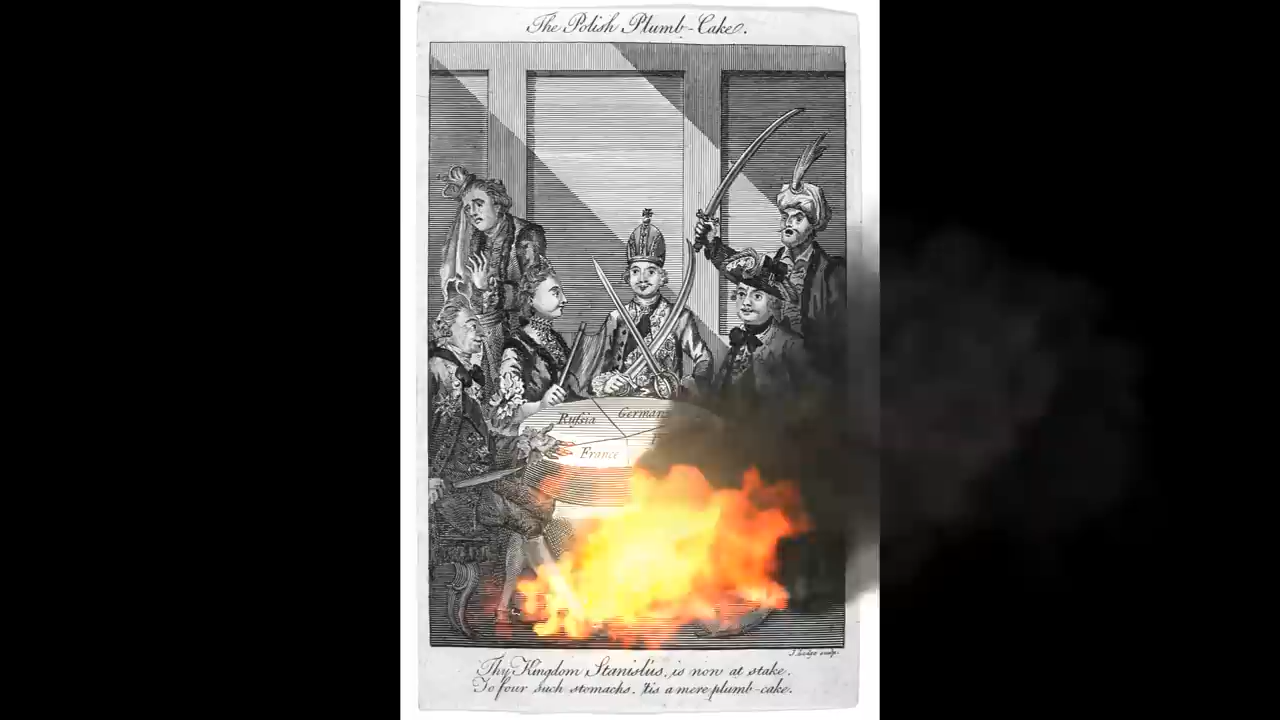 The Polish Plumb-Cake.
Russia
German
France
J. Lodge sculp.
Thy Kingdom Stanislus, is now at stake,
To four such stomachs, 'tis a mere plumb-cake.